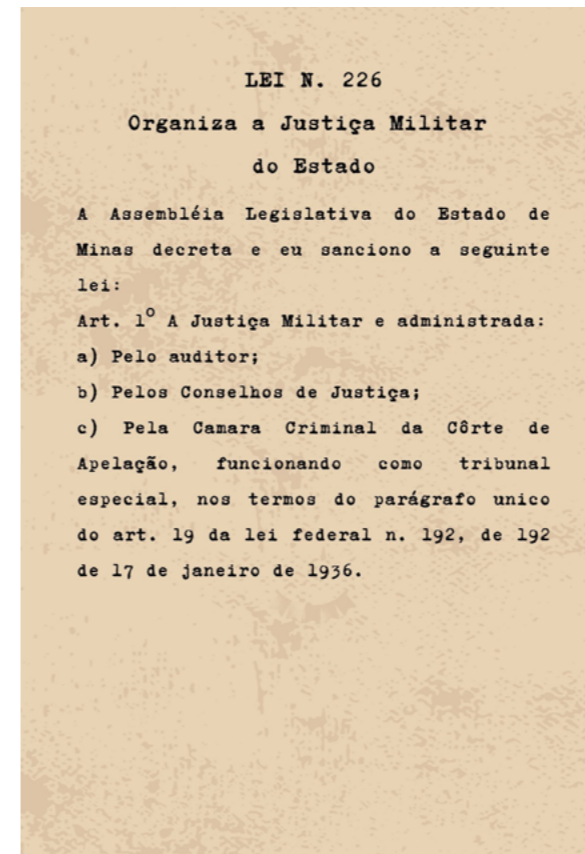 LEI N. 226
Organiza a Justiça Militar
do Estado
A Assembléia Legislativa do Estado de
Minas decreta e eu sanciono a seguinte
lei:
Art. 1º A Justiça Militar e administrada:
a) Pelo auditor;
b) Pelos Conselhos de Justiça;
c) Pela Camara Criminal da Côrte de
Apelação, funcionando como tribunal
especial, nos termos do parágrafo unico
do art. 19 da lei federal n. 192, de 192
de 17 de janeiro de 1936.